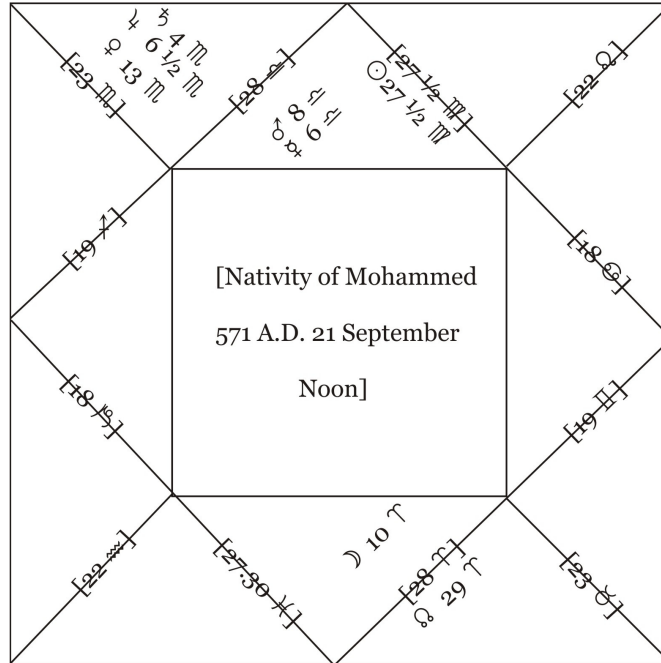 ♄ 4 ♏
♃ 6 ½ ♏
♀ 13 ♏
[23 ♏]
[28 ♎]
♂ 8 ♎
☿ 6 ♎
[27 ½ ♍]
☉27 ½ ♍
[22 ♌]
[19 ♐]
[18 ♋]
[Nativity of Mohammed
571 A.D. 21 September
Noon]
[18 ♑]
[19 ♊]
[22 ♒]
[27.30 ♓]
☽ 10 ♈
[28 ♈]
☊ 29 ♈
[23 ♉]